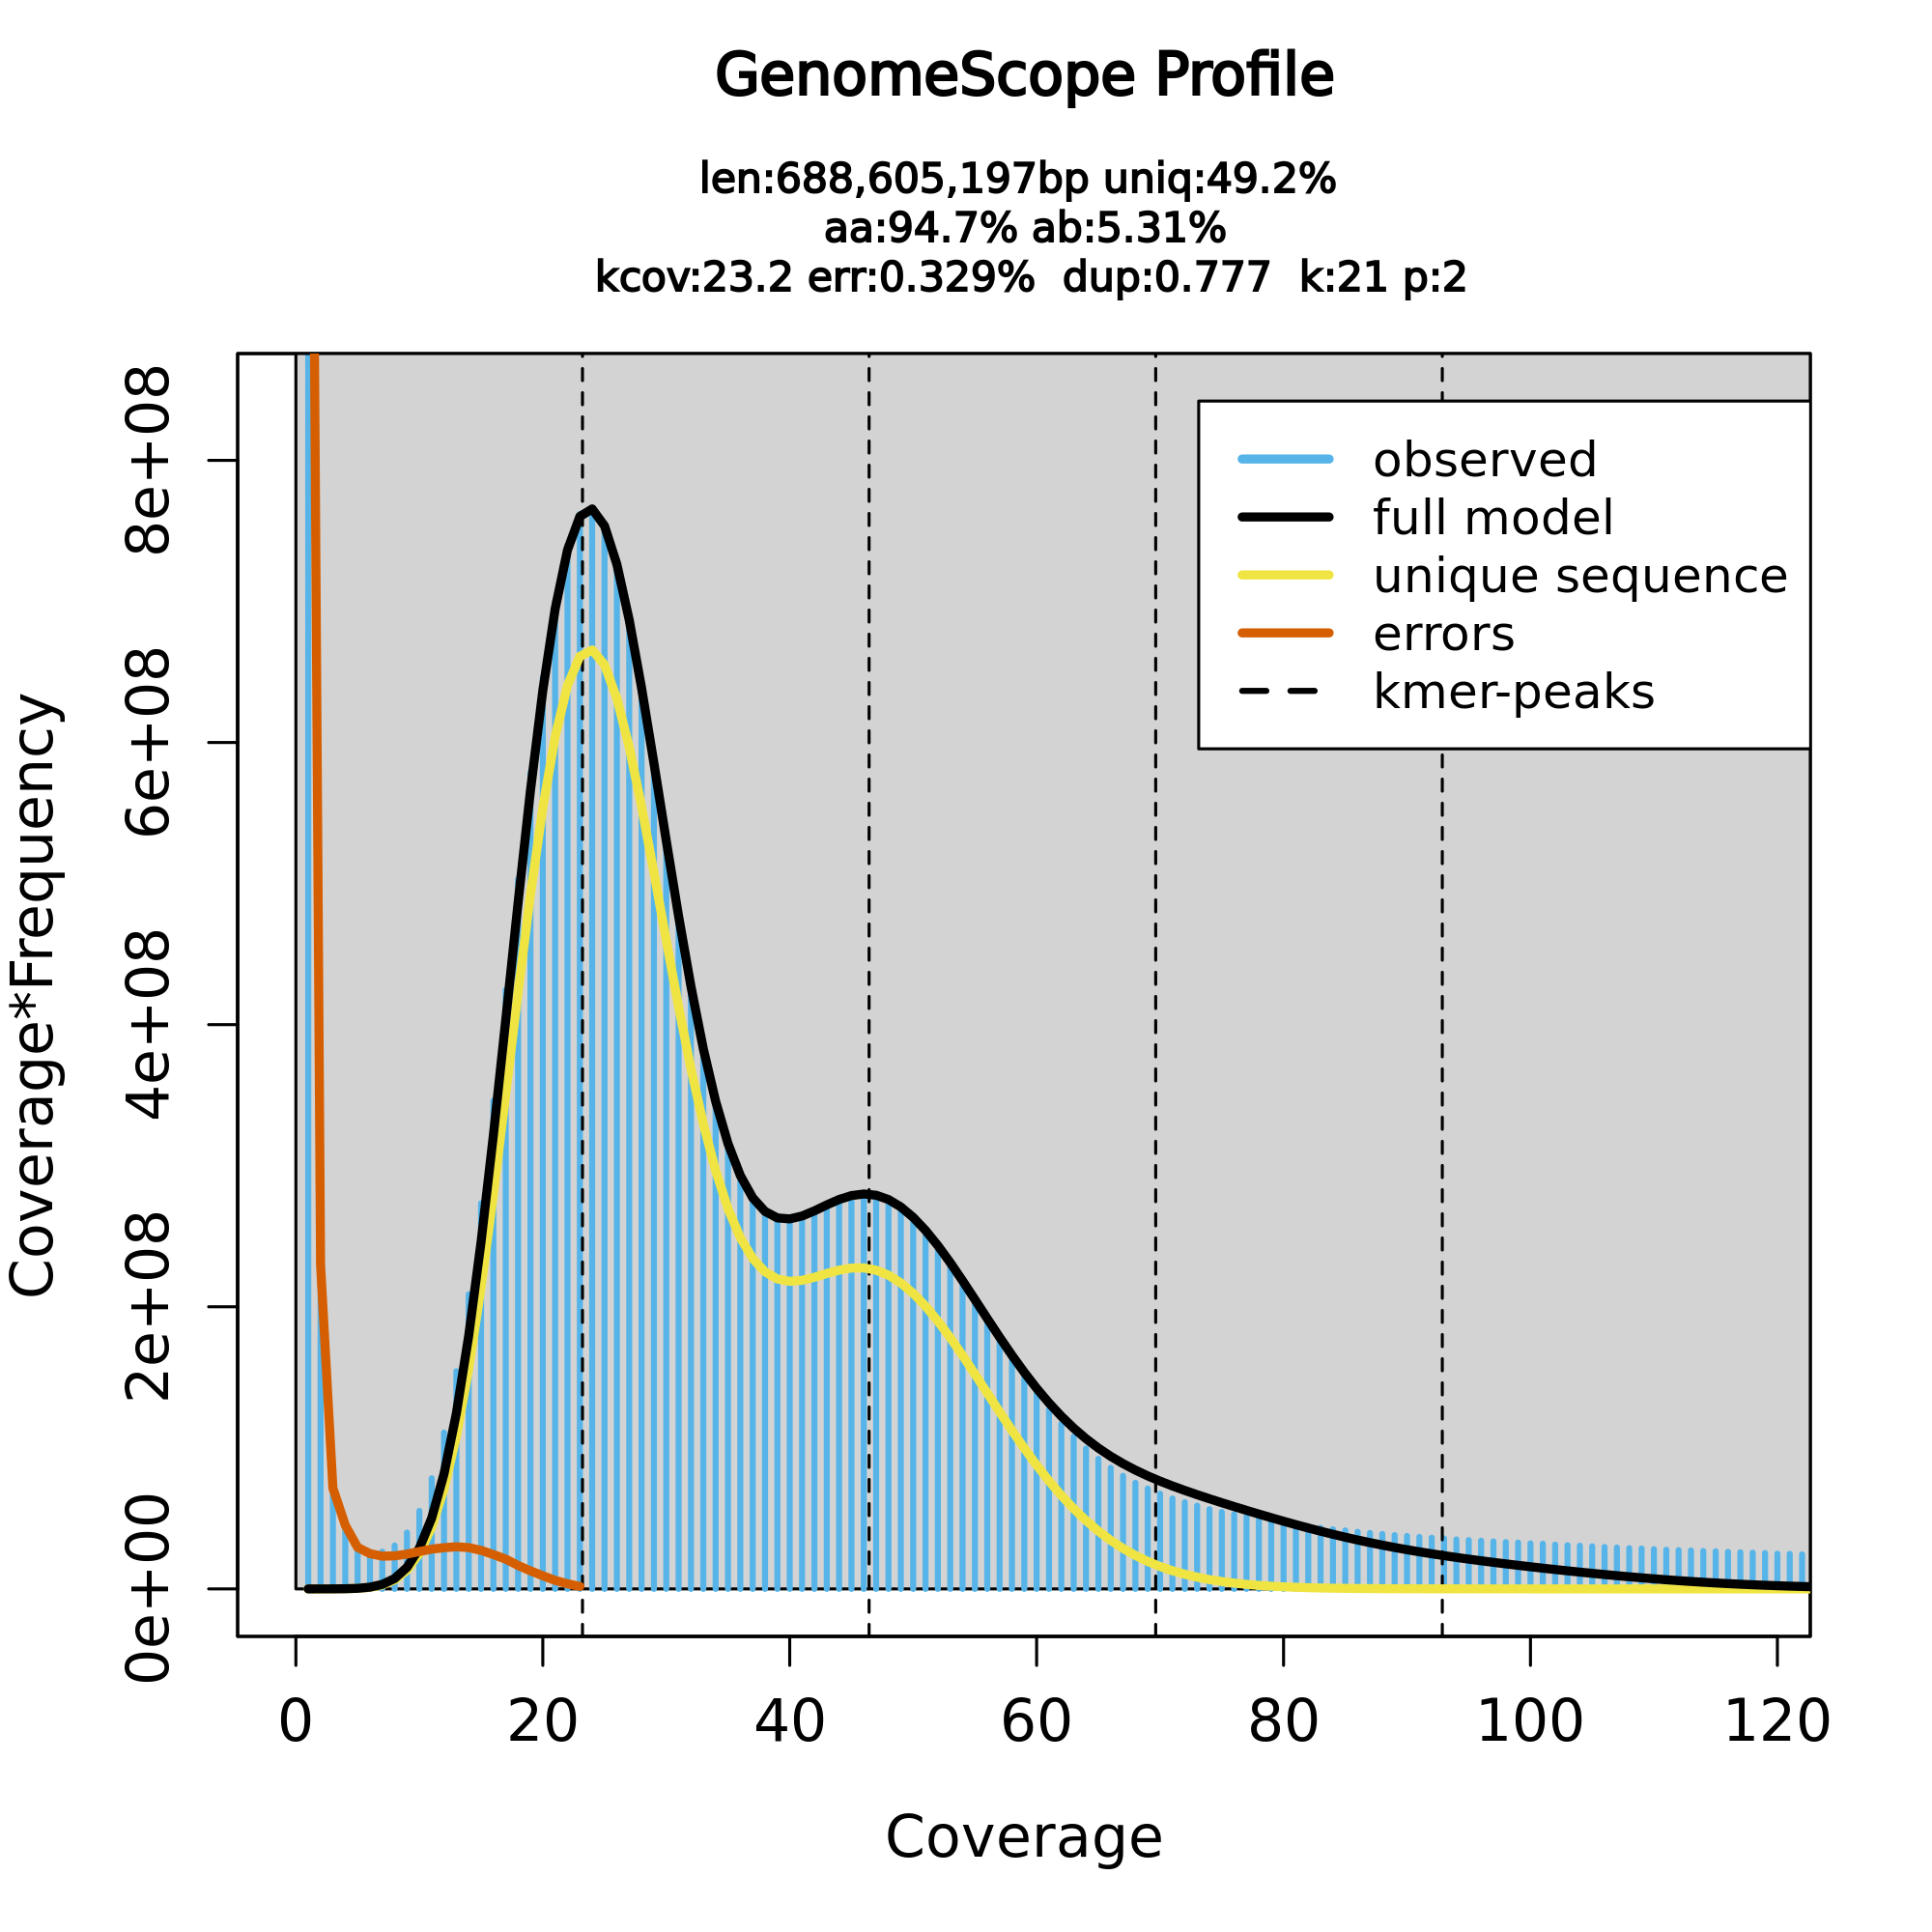 GenomeScope Profile
len:688,605,197bp uniq:49.2%
aa:94.7% ab:5.31%
kcov:23.2 err:0.329%  dup:0.777  k:21 p:2
observed
full model
unique sequence
errors
kmer-peaks
Coverage*Frequency
8e+08
6e+08
4e+08
2e+08
0e+00
0 20 40 60 80 100 120
Coverage